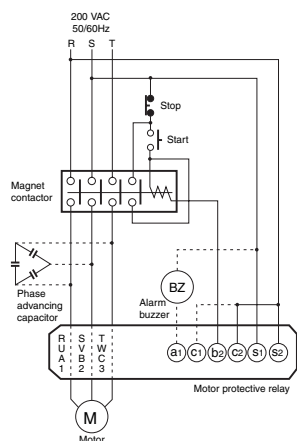 200 VAC
50/60Hz
R S T
Stop
Start
Magnet
contactor
BZ
Phase
advancing
capacitor
Alarm
buzzer
R S T
U V W
A B C
1 2 3
a1 c1 b2 c2 s1 s2
Motor protective relay
M
Motor